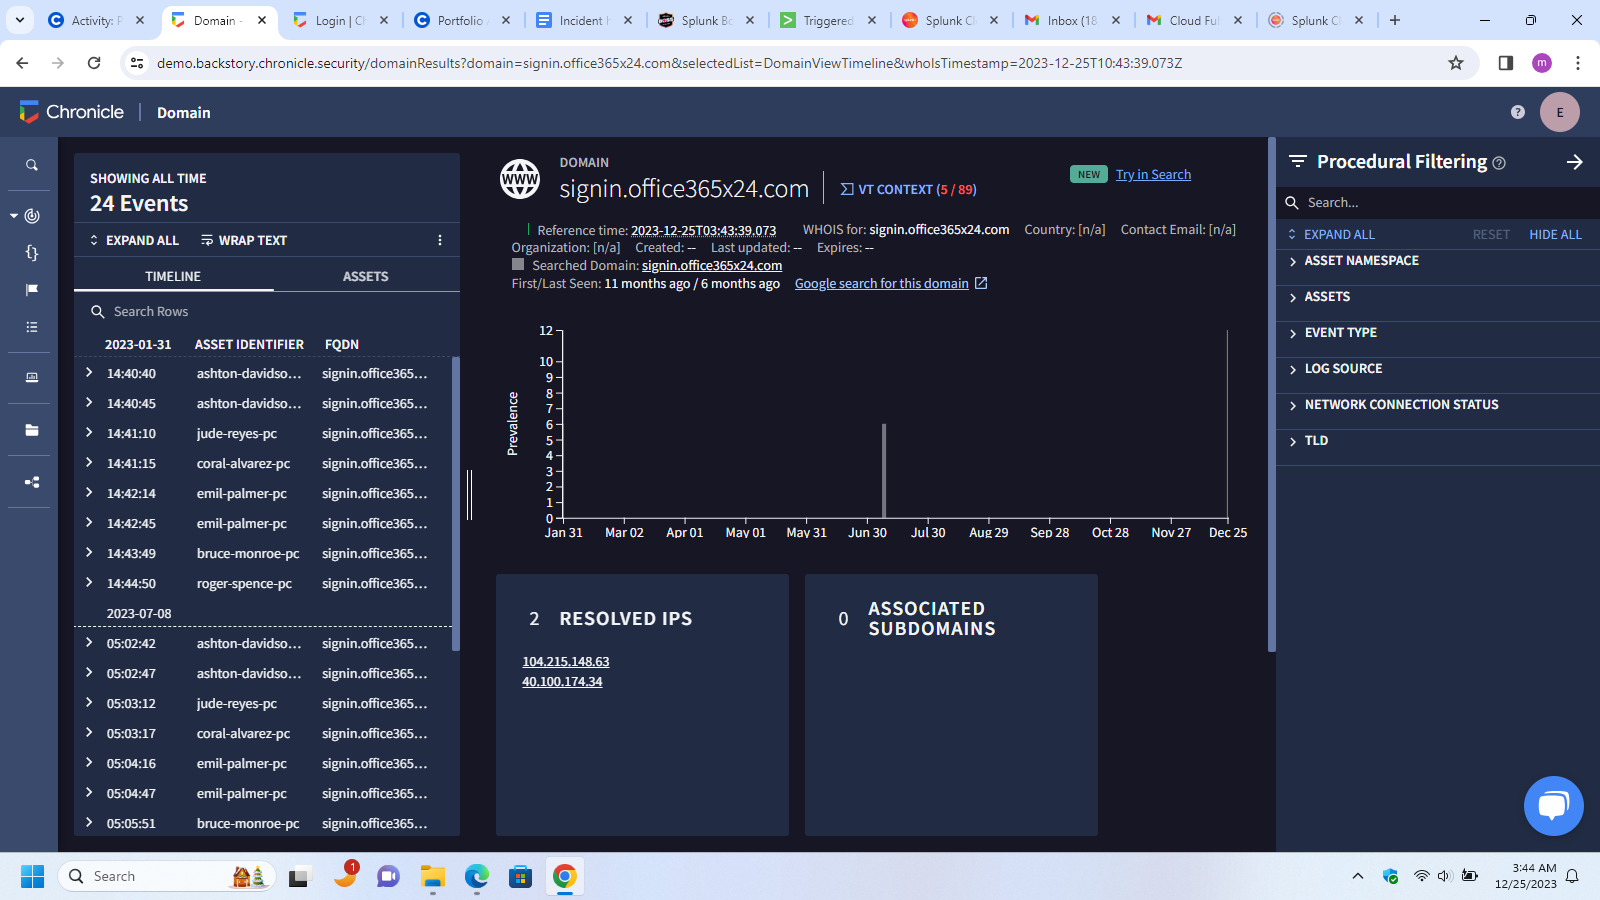 Activity: P
Domain -
Login | Ch
Portfolio A
Incident h
Splunk Bo
Triggered
Splunk Cl
Inbox (18
Cloud Ful
Splunk Cl
demo.backstory.chronicle.security/domainResults?domain=signin.office365x24.com&selectedList=DomainViewTimeline&whoIsTimestamp=2023-12-25T10:43:39.073Z
m
Chronicle
Domain
E
SHOWING ALL TIME
24 Events
EXPAND ALL
WRAP TEXT
TIMELINE
ASSETS
Search Rows
2023-01-31 ASSET IDENTIFIER FQDN
14:40:40 ashton-davidso... signin.office365...
14:40:45 ashton-davidso... signin.office365...
14:41:10 jude-reyes-pc signin.office365...
14:41:15 coral-alvarez-pc signin.office365...
14:42:14 emil-palmer-pc signin.office365...
14:42:45 emil-palmer-pc signin.office365...
14:43:49 bruce-monroe-pc signin.office365...
14:44:50 roger-spence-pc signin.office365...
2023-07-08
05:02:42 ashton-davidso... signin.office365...
05:02:47 ashton-davidso... signin.office365...
05:03:12 jude-reyes-pc signin.office365...
05:03:17 coral-alvarez-pc signin.office365...
05:04:16 emil-palmer-pc signin.office365...
05:04:47 emil-palmer-pc signin.office365...
05:05:51 bruce-monroe-pc signin.office365...
WWW
DOMAIN
signin.office365x24.com
VT CONTEXT (5 / 89)
NEW
Try in Search
Reference time: 2023-12-25T03:43:39.073 WHOIS for: signin.office365x24.com Country: [n/a] Contact Email: [n/a]
Organization: [n/a] Created: -- Last updated: -- Expires: --
Searched Domain: signin.office365x24.com
First/Last Seen: 11 months ago / 6 months ago Google search for this domain
Prevalence
12
10
9
8
7
6
5
4
3
2
1
0
Jan 31 Mar 02 Apr 01 May 01 May 31 Jun 30 Jul 30 Aug 29 Sep 28 Oct 28 Nov 27 Dec 25
2 RESOLVED IPS
104.215.148.63
40.100.174.34
0 ASSOCIATED
SUBDOMAINS
Procedural Filtering
Search...
EXPAND ALL
RESET
HIDE ALL
ASSET NAMESPACE
ASSETS
EVENT TYPE
LOG SOURCE
NETWORK CONNECTION STATUS
TLD
Search
1
3:44 AM
12/25/2023